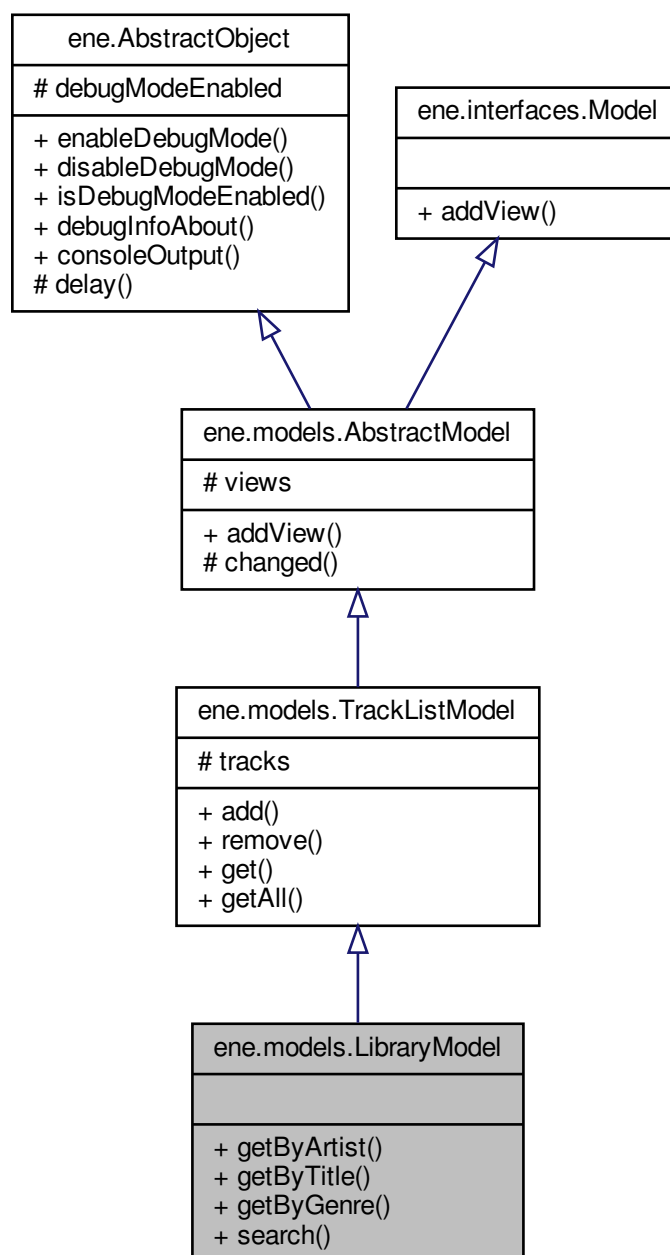 ene.AbstractObject
# debugModeEnabled
+ enableDebugMode()
+ disableDebugMode()
+ isDebugModeEnabled()
+ debugInfoAbout()
+ consoleOutput()
# delay()
ene.interfaces.Model
+ addView()
ene.models.AbstractModel
# views
+ addView()
# changed()
ene.models.TrackListModel
# tracks
+ add()
+ remove()
+ get()
+ getAll()
ene.models.LibraryModel
+ getByArtist()
+ getByTitle()
+ getByGenre()
+ search()